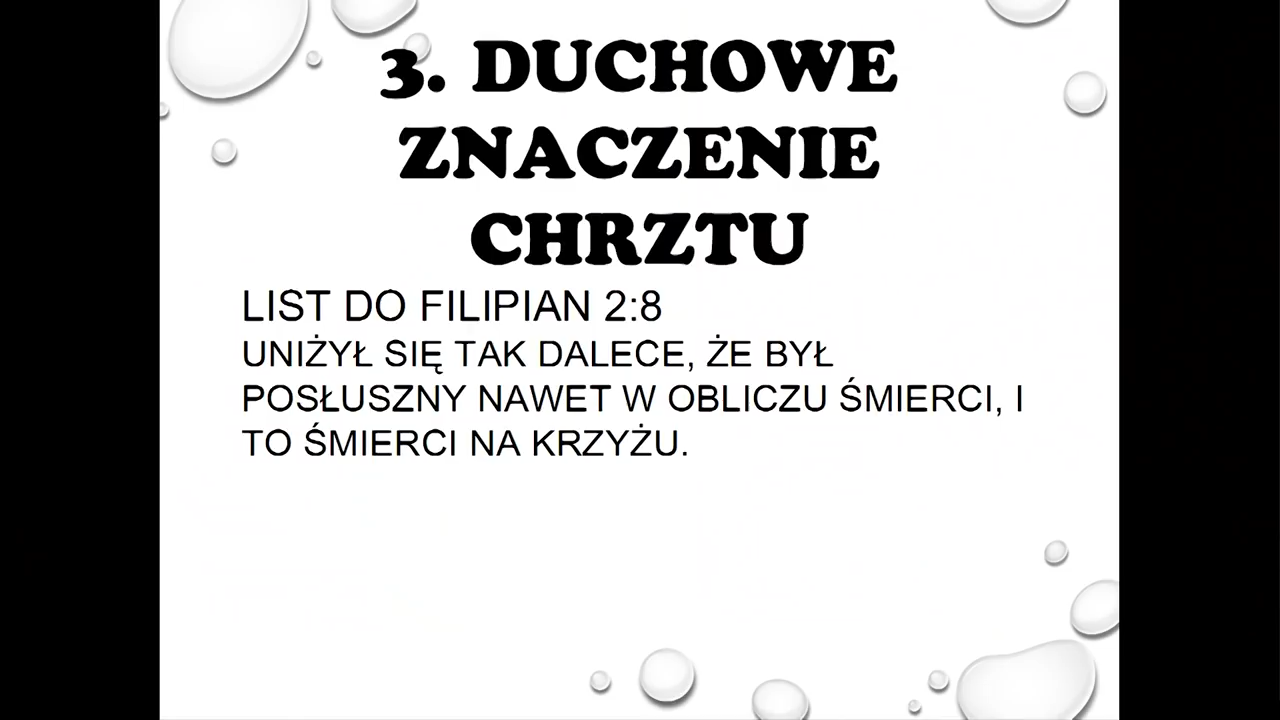 3. DUCHOWE
ZNACZENIE
CHRZTU
LIST DO FILIPIAN 2:8
UNIŻYŁ SIĘ TAK DALECE, ŻE BYŁ
POSŁUSZNY NAWET W OBLICZU ŚMIERCI, I
TO ŚMIERCI NA KRZYŻU.